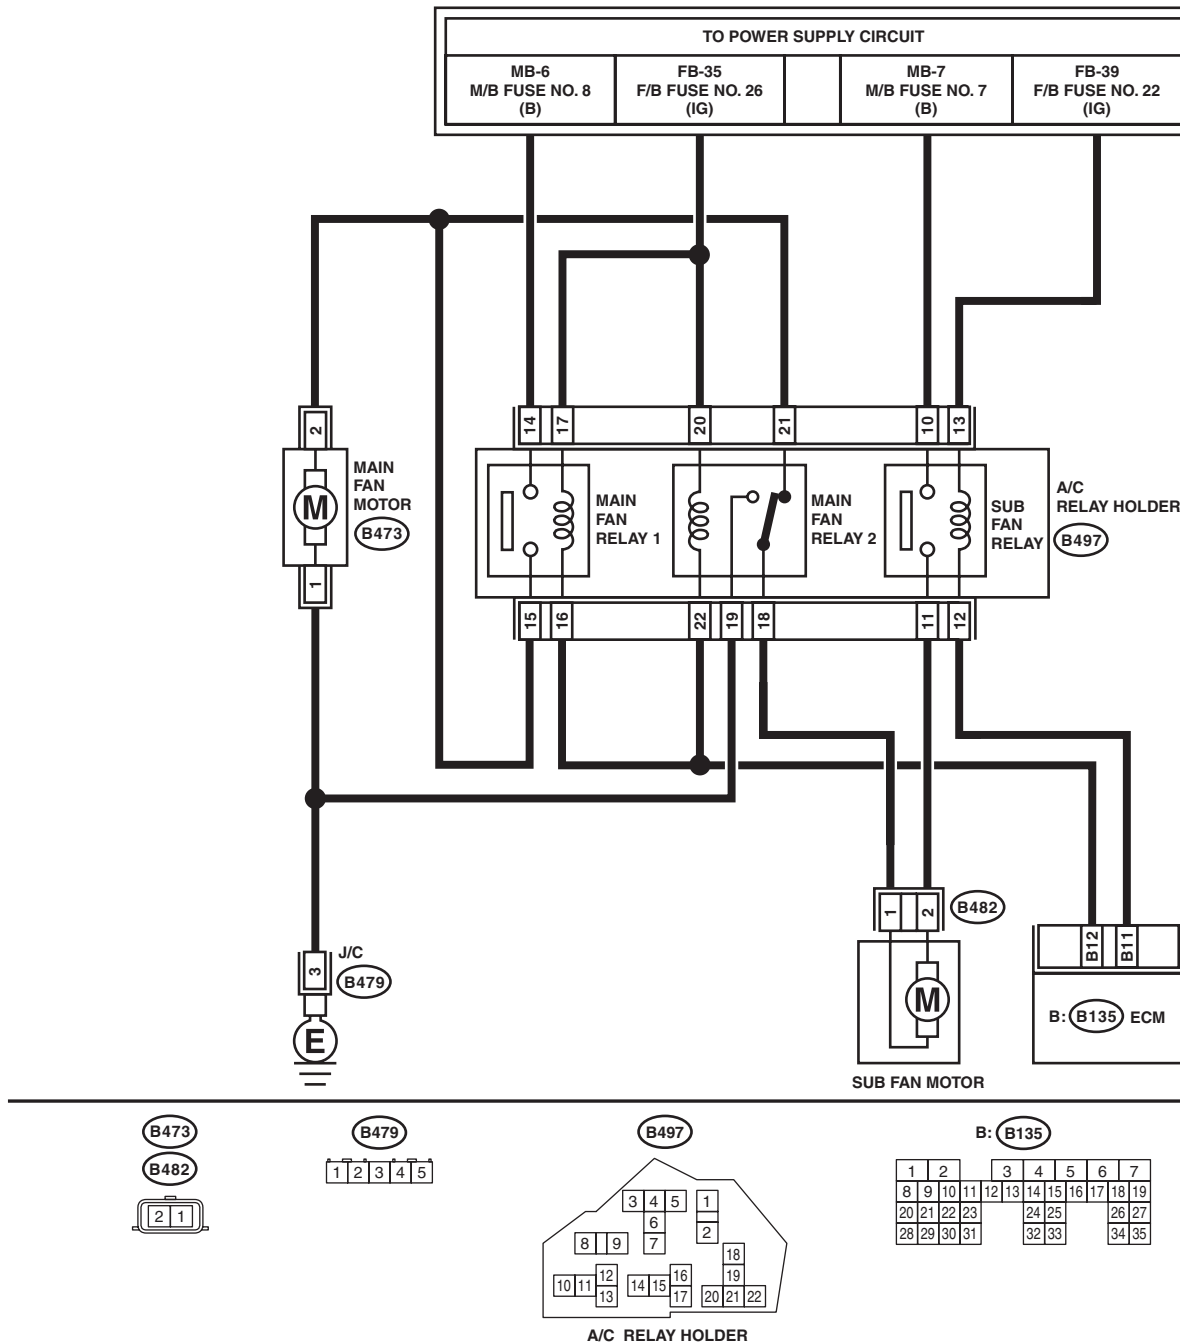 TO POWER SUPPLY CIRCUIT
MB-6
M/B FUSE NO. 8
(B)
FB-35
F/B FUSE NO. 26
(IG)
MB-7
M/B FUSE NO. 7
(B)
FB-39
F/B FUSE NO. 22
(IG)
14 17 20 21 10 13
2
M
MAIN
FAN
MOTOR
B473
1
MAIN
FAN
RELAY 1
MAIN
FAN
RELAY 2
SUB
FAN
RELAY
A/C
RELAY HOLDER
B497
15 16 22 19 18 11 12
1 2
B482
M
SUB FAN MOTOR
B12 B11
B: B135 ECM
3
J/C
B479
E
B473
B482
2 1
B479
1 2 3 4 5
B497
3 4 5 1
6 2
7
8 9
18
12 16 19
10 11 13 14 15 17 20 21 22
A/C RELAY HOLDER
B: B135
1 2 3 4 5 6 7
8 9 10 11 12 13 14 15 16 17 18 19
20 21 22 23 24 25 26 27
28 29 30 31 32 33 34 35